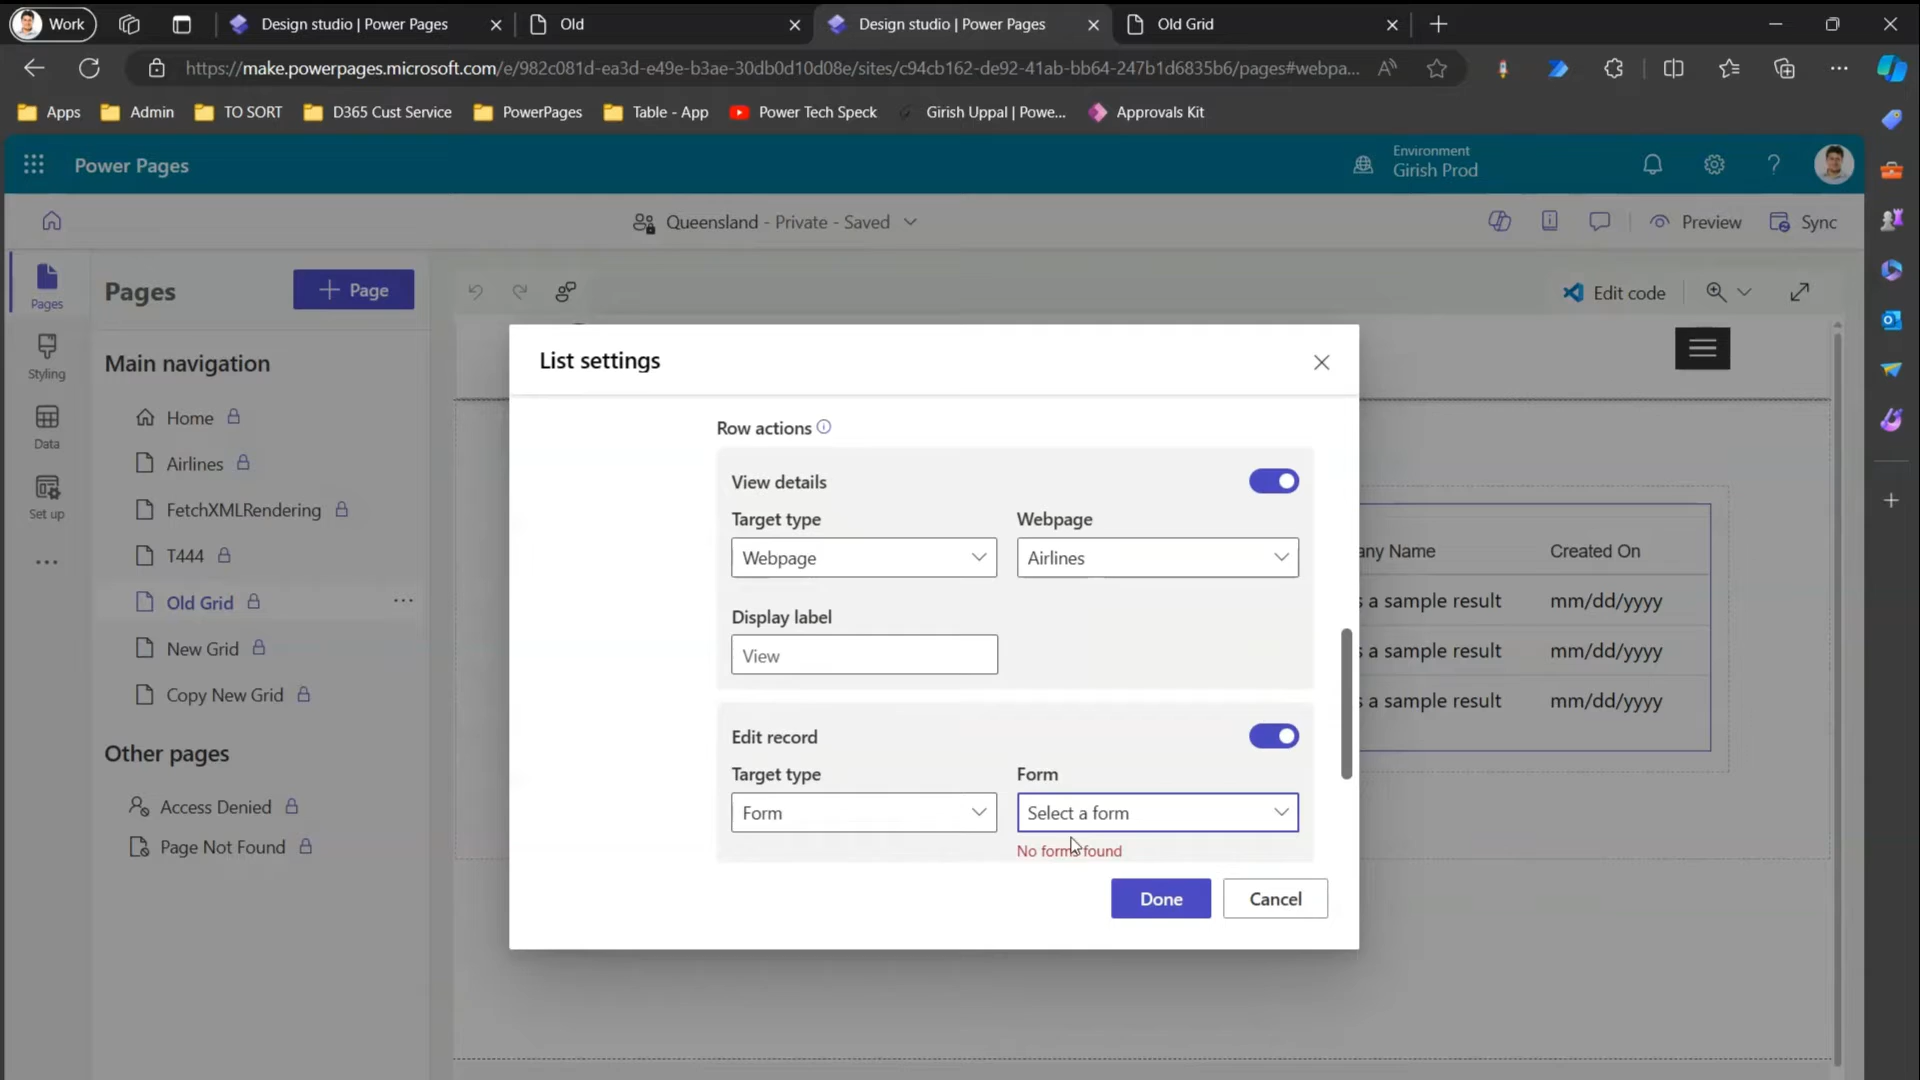 Work
Design studio | Power Pages
Old
Design studio | Power Pages
Old Grid
https://make.powerpages.microsoft.com/e/982c081d-ea3d-e49e-b3ae-30db0d10d08e/sites/c94cb162-de92-41ab-bb64-247b1d6835b6/pages#webpa...
Apps
Admin
TO SORT
D365 Cust Service
PowerPages
Table - App
Power Tech Speck
Girish Uppal | Powe...
Approvals Kit
Power Pages
Environment
Girish Prod
Queensland - Private - Saved
Preview
Sync
Pages
Styling
Data
Set up
Pages
+ Page
Main navigation
Home
Airlines
FetchXMLRendering
T444
Old Grid
New Grid
Copy New Grid
Other pages
Access Denied
Page Not Found
Edit code
List settings
Row actions
View details
Target type
Webpage
Webpage
Airlines
Display label
View
Edit record
Target type
Form
Form
Select a form
No forms found
Done
Cancel
any Name
Created On
s a sample result
mm/dd/yyyy
s a sample result
mm/dd/yyyy
s a sample result
mm/dd/yyyy